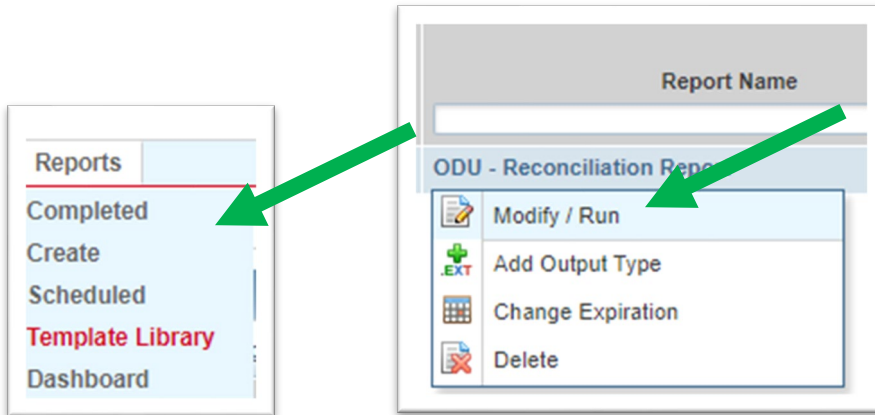 Reports
Completed
Create
Scheduled
Template Library
Dashboard
Report Name
ODU - Reconciliation Report
Modify / Run
.EXT
Add Output Type
Change Expiration
Delete